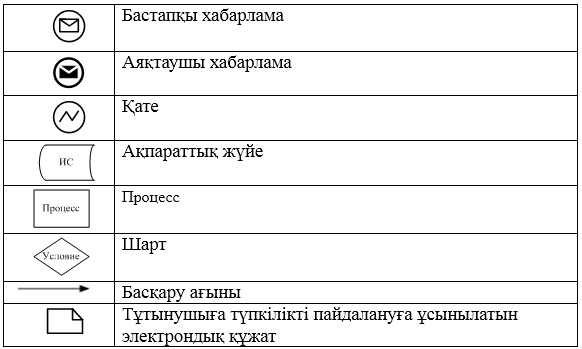 Бастапқы хабарлама
Аяқтаушы хабарлама
Қате
ИС
Ақпараттық жүйе
Процесс
Процесс
Условие
Шарт
Басқару ағыны
Тұтынушыға түпкілікті пайдалануға ұсынылатын
электрондық құжат